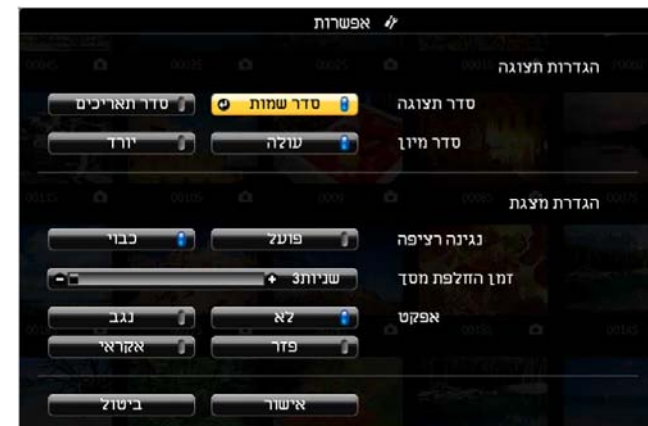 אפשרות
הגדרות תצוגה
סדר תצוגה סדר שמות סדר תאריכים
סדר מיון עולה יורד
הגדרת מצגת
נגינה רציפה פועל כבוי
זמן החלפת מסך שניות3
אפקט לא נגב
פזר אקראי
אישור ביטול